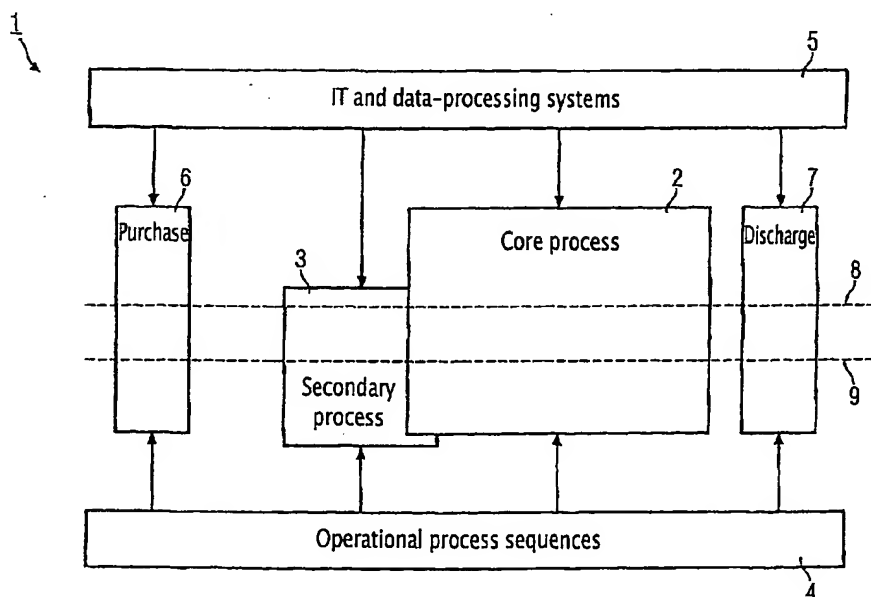 1
5
IT and data-processing systems
6
2
7
Purchase
Core process
Discharge
3
8
9
Secondary
process
Operational process sequences
4